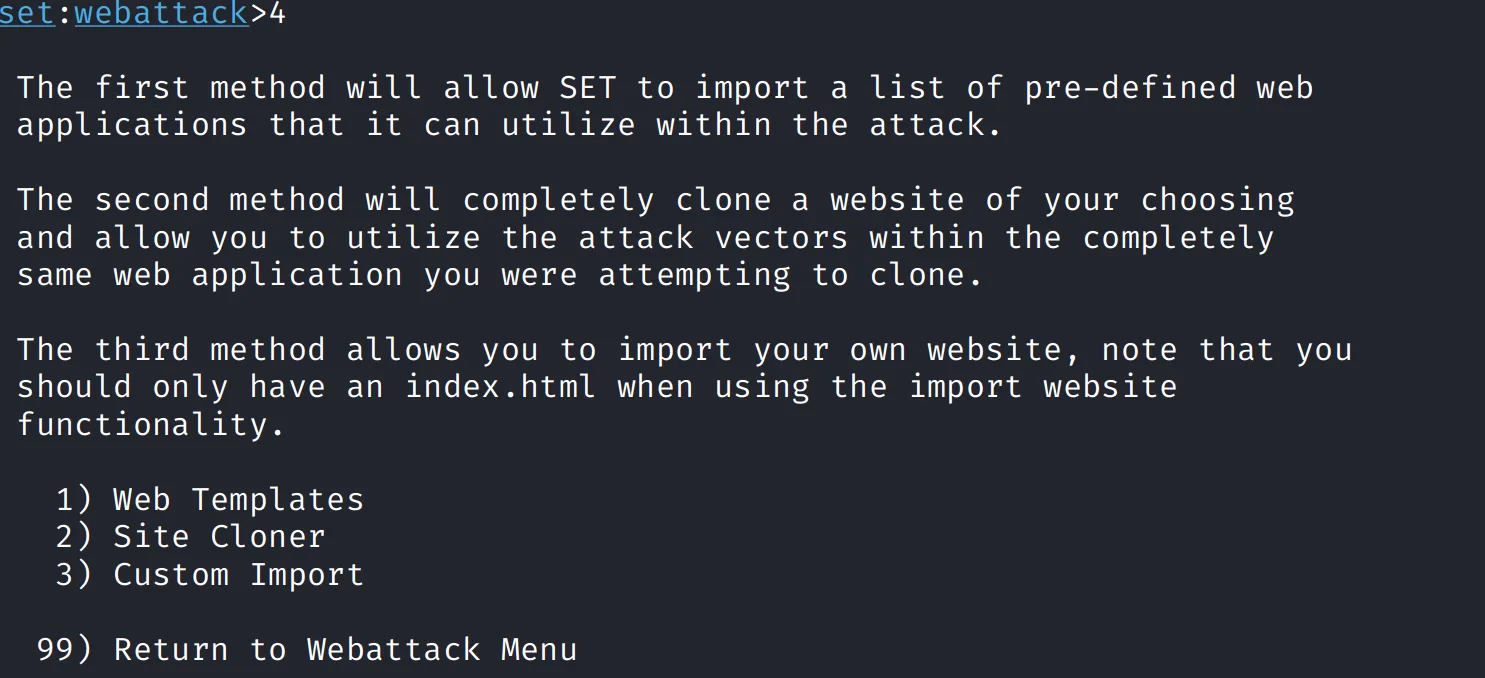 set:webattack>4
The first method will allow SET to import a list of pre-defined web
applications that it can utilize within the attack.
The second method will completely clone a website of your choosing
and allow you to utilize the attack vectors within the completely
same web application you were attempting to clone.
The third method allows you to import your own website, note that you
should only have an index.html when using the import website
functionality.
1) Web Templates
2) Site Cloner
3) Custom Import
99) Return to Webattack Menu